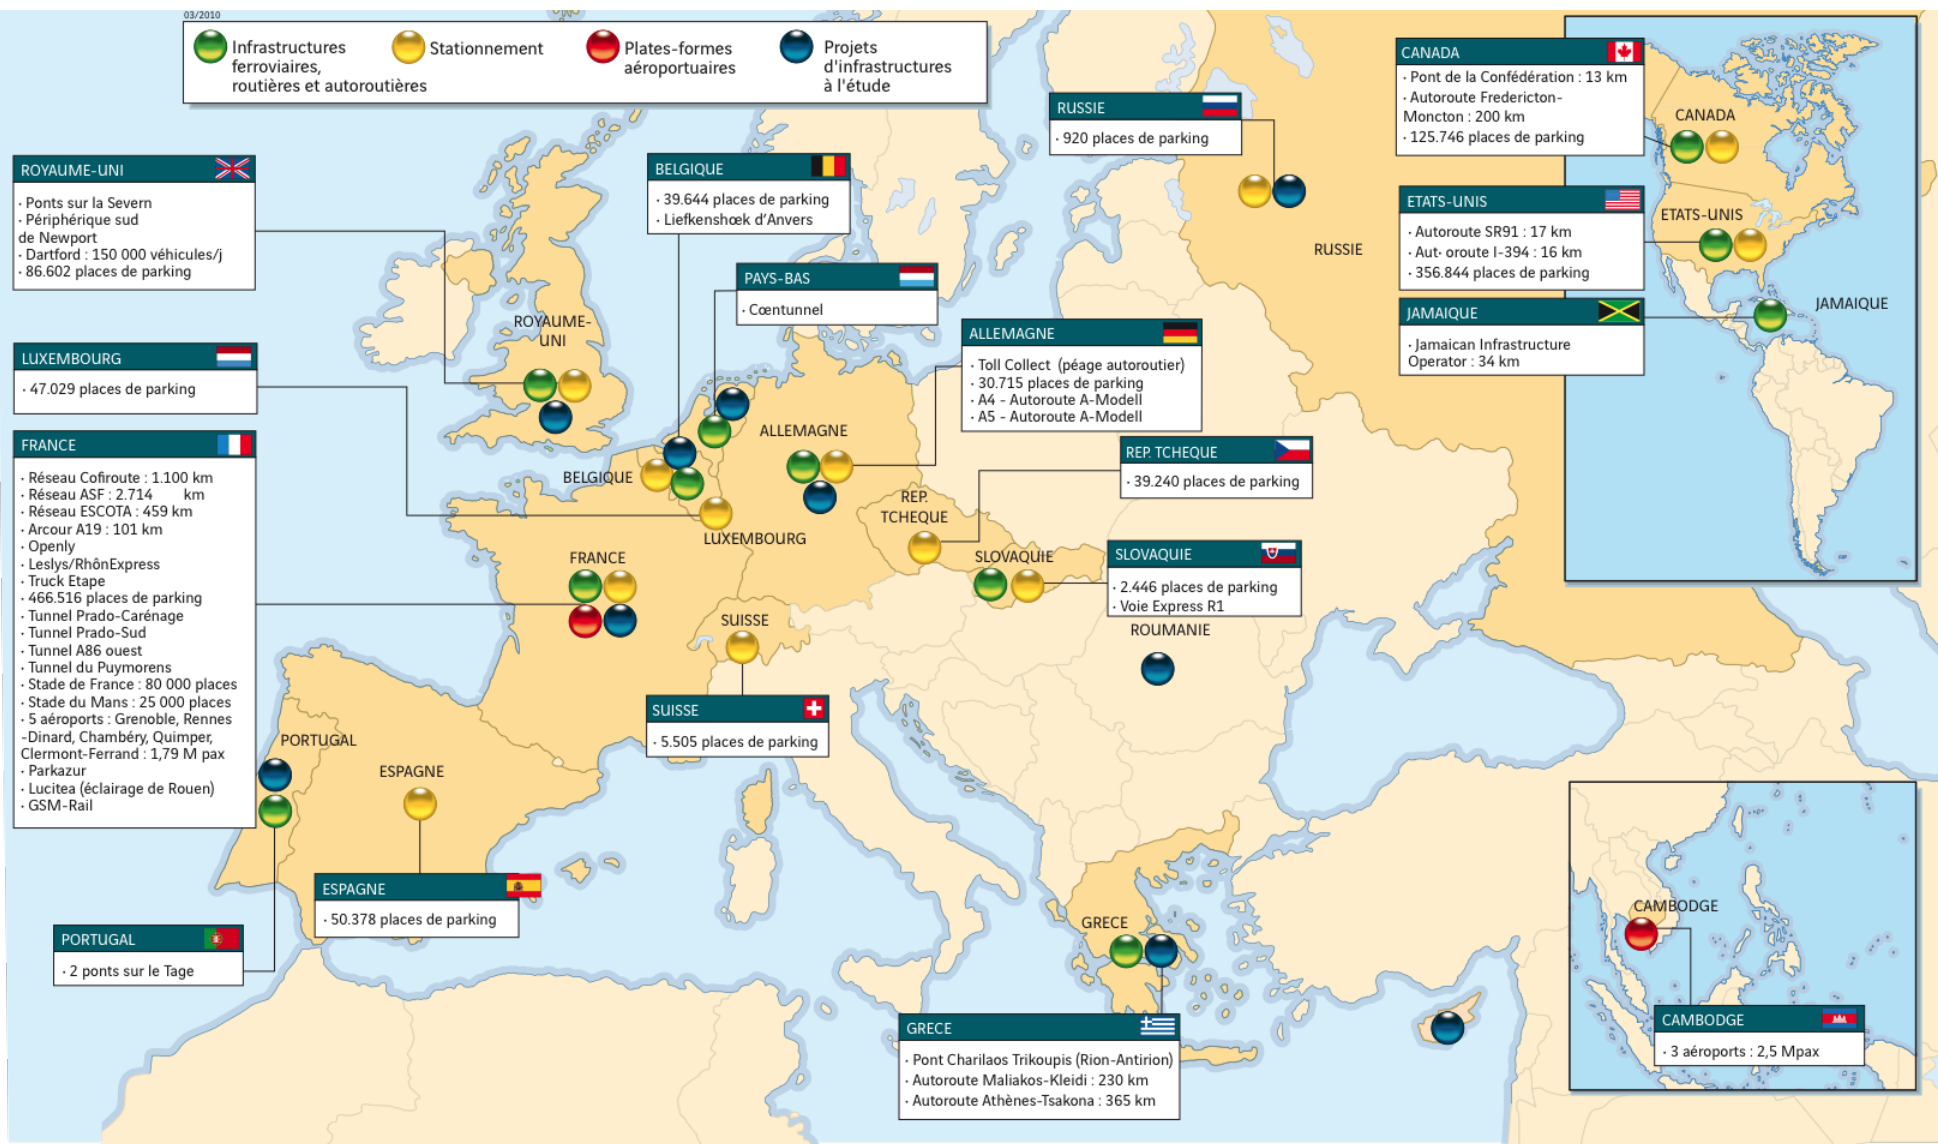 03/2010
Infrastructures
ferroviaires,
routières et autoroutières
Stationnement
Plates-formes
aéroportuaires
Projets
d'infrastructures
à l'étude
ROYAUME-UNI
· Ponts sur la Severn
· Périphérique sud
de Newport
· Dartford : 150 000 véhicules/j
· 86.602 places de parking
LUXEMBOURG
· 47.029 places de parking
FRANCE
· Réseau Cofiroute : 1.100 km
· Réseau ASF : 2.714 km
· Réseau ESCOTA : 459 km
· Arcour A19 : 101 km
· Openly
· Leslys/RhônExpress
· Truck Etape
· 466.516 places de parking
· Tunnel Prado-Carénage
· Tunnel Prado-Sud
· Tunnel A86 ouest
· Tunnel du Puymorens
· Stade de France : 80 000 places
· Stade du Mans : 25 000 places
· 5 aéroports : Grenoble, Rennes
-Dinard, Chambéry, Quimper,
Clermont-Ferrand : 1,79 M pax
· Parkazur
· Lucitea (éclairage de Rouen)
· GSM-Rail
PORTUGAL
· 2 ponts sur le Tage
ESPAGNE
· 50.378 places de parking
SUISSE
· 5.505 places de parking
BELGIQUE
· 39.644 places de parking
· Liefkenshœk d'Anvers
PAYS-BAS
· Cœntunnel
ALLEMAGNE
· Toll Collect (péage autoroutier)
· 30.715 places de parking
· A4 - Autoroute A-Modell
· A5 - Autoroute A-Modell
REP. TCHEQUE
· 39.240 places de parking
SLOVAQUIE
· 2.446 places de parking
· Voie Express R1
RUSSIE
· 920 places de parking
GRECE
· Pont Charilaos Trikoupis (Rion-Antirion)
· Autoroute Maliakos-Kleidi : 230 km
· Autoroute Athènes-Tsakona : 365 km
CANADA
· Pont de la Confédération : 13 km
· Autoroute Fredericton-
Moncton : 200 km
· 125.746 places de parking
ETATS-UNIS
· Autoroute SR91 : 17 km
· Aut· oroute I-394 : 16 km
· 356.844 places de parking
JAMAIQUE
· Jamaican Infrastructure
Operator : 34 km
CAMBODGE
· 3 aéroports : 2,5 Mpax
ROYAUME-
UNI
BELGIQUE
ALLEMAGNE
LUXEMBOURG
FRANCE
SUISSE
REP.
TCHEQUE
SLOVAQUIE
ROUMANIE
RUSSIE
PORTUGAL
ESPAGNE
GRECE
CANADA
ETATS-UNIS
JAMAIQUE
CAMBODGE